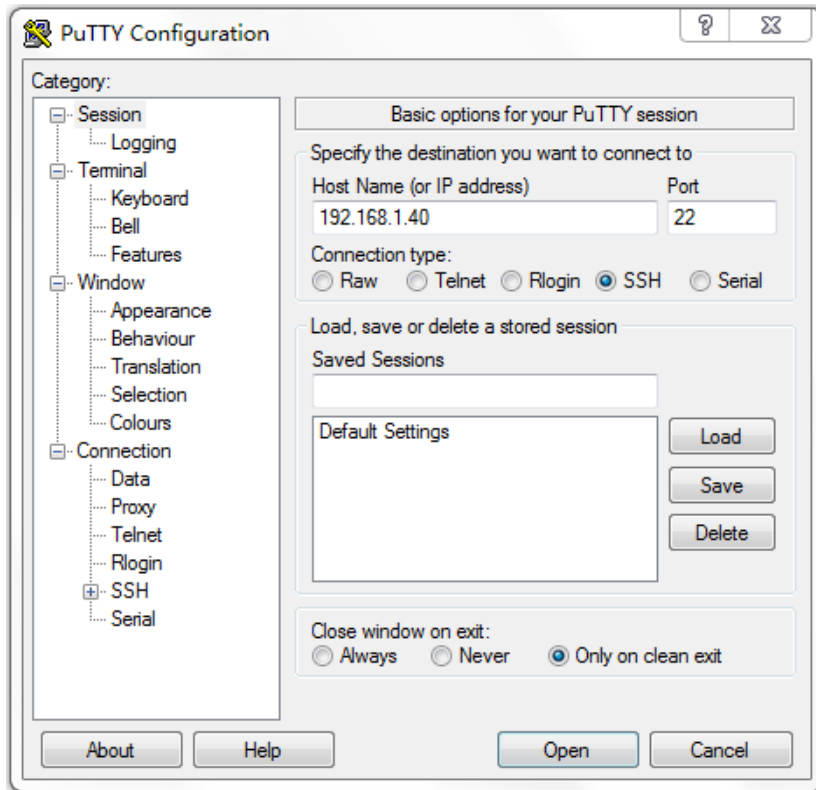 PuTTY Configuration
Category:
Session
Logging
Terminal
Keyboard
Bell
Features
Window
Appearance
Behaviour
Translation
Selection
Colours
Connection
Data
Proxy
Telnet
Rlogin
SSH
Serial
Basic options for your PuTTY session
Specify the destination you want to connect to
Host Name (or IP address) Port
192.168.1.40 22
Connection type:
Raw Telnet Rlogin SSH Serial
Load, save or delete a stored session
Saved Sessions
Default Settings
Load
Save
Delete
Close window on exit:
Always Never Only on clean exit
About Help Open Cancel